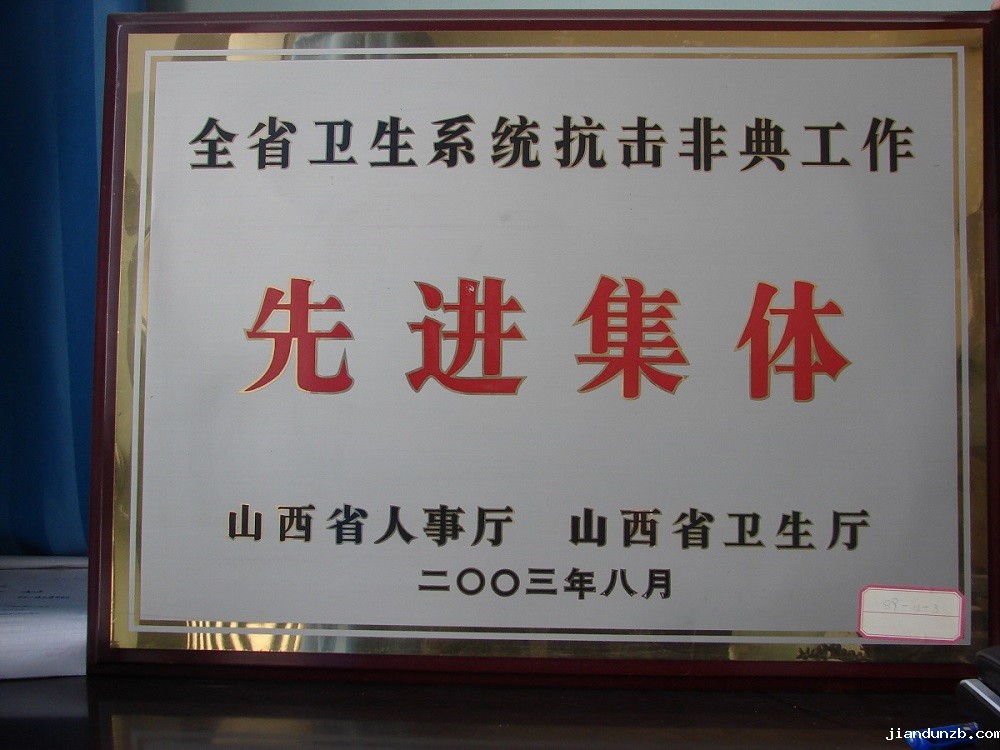 全省卫生系统抗击非典工作
先进集体
山西省人事厅 山西省卫生厅
二〇〇三年八月
jiandunzb.com